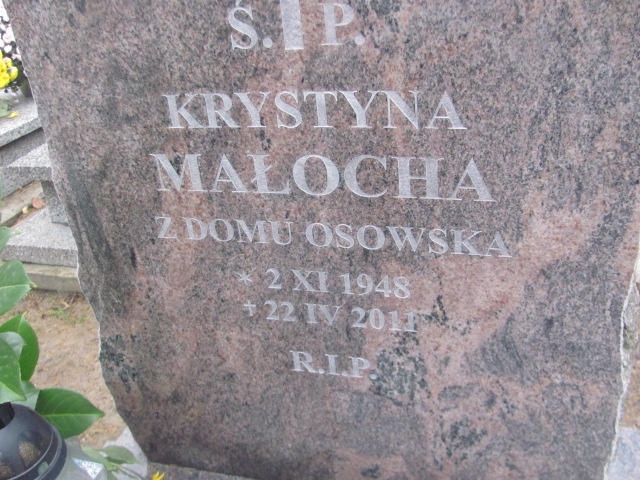 Ś. P.
KRYSTYNA
MAŁOCHA
Z DOMU OSOWSKA
* 2 XI 1948
+ 22 IV 2011
R.I.P.